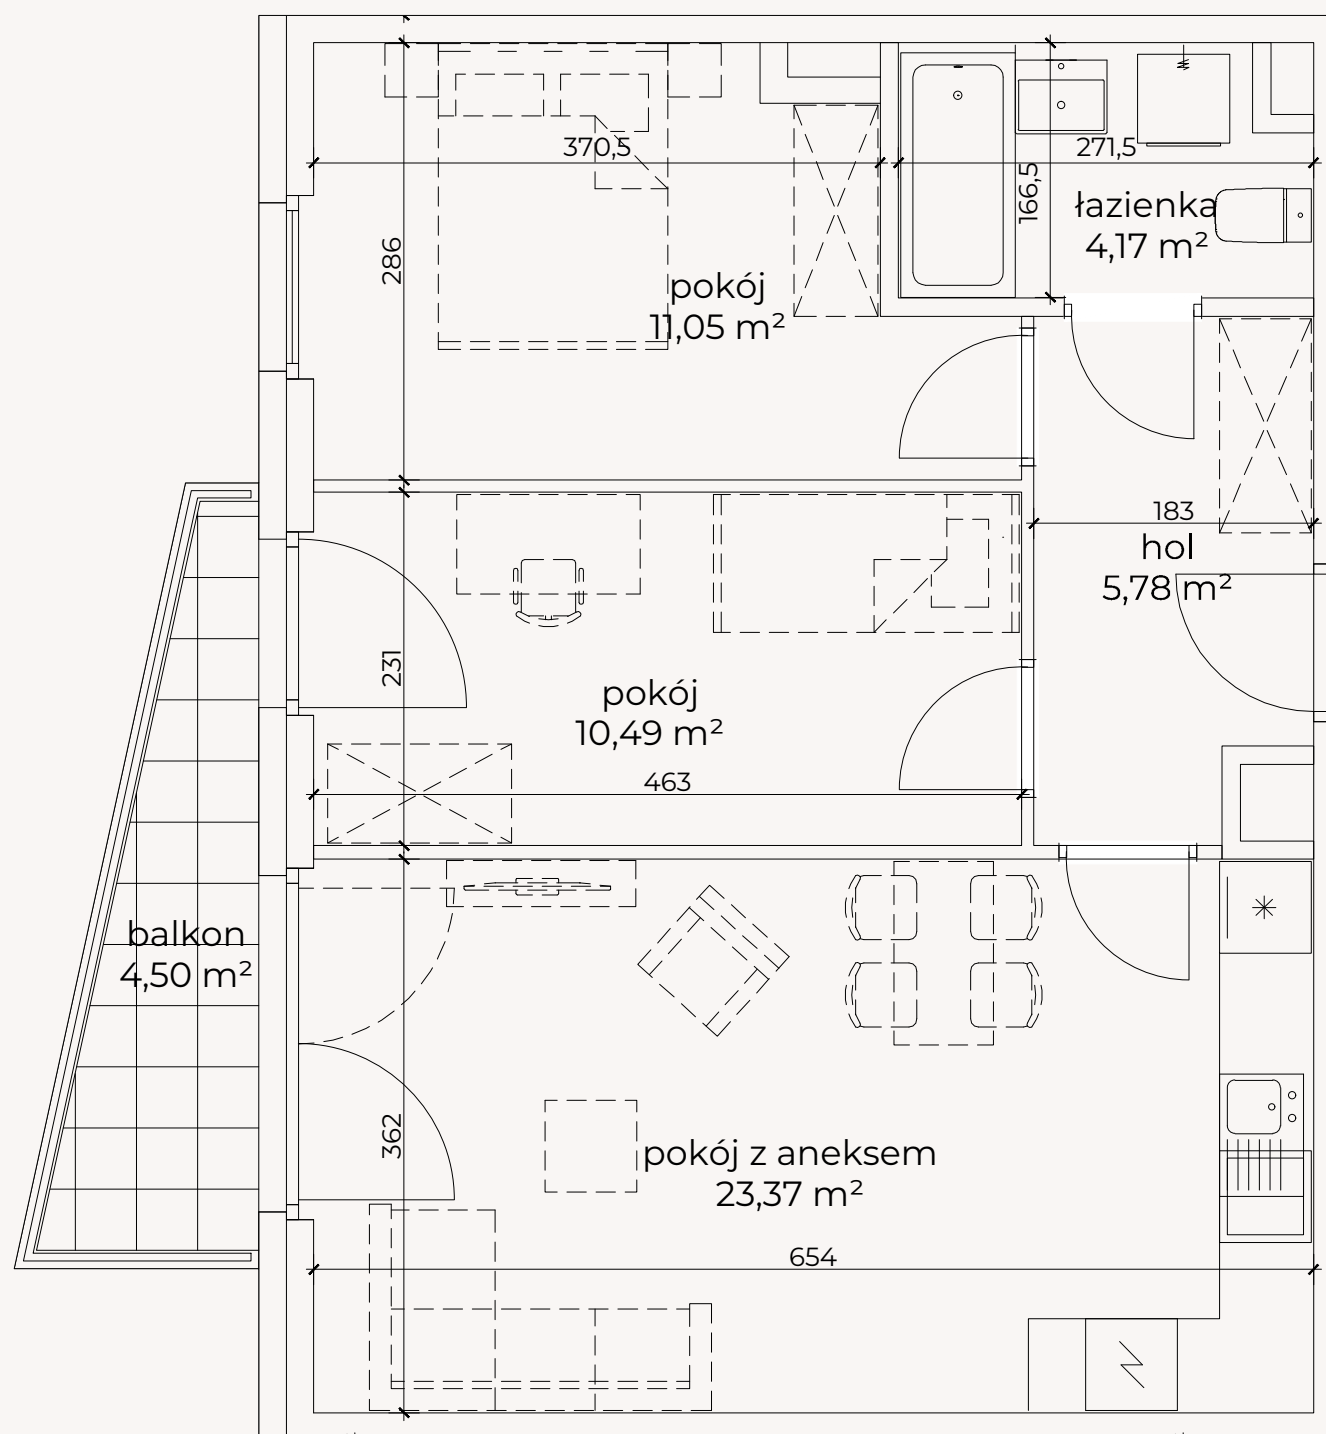 370,5
271,5
166,5
łazienka
4,17 m²
286
pokój
11,05 m²
183
hol
5,78 m²
231
pokój
10,49 m²
463
balkon
4,50 m²
362
pokój z aneksem
23,37 m²
654